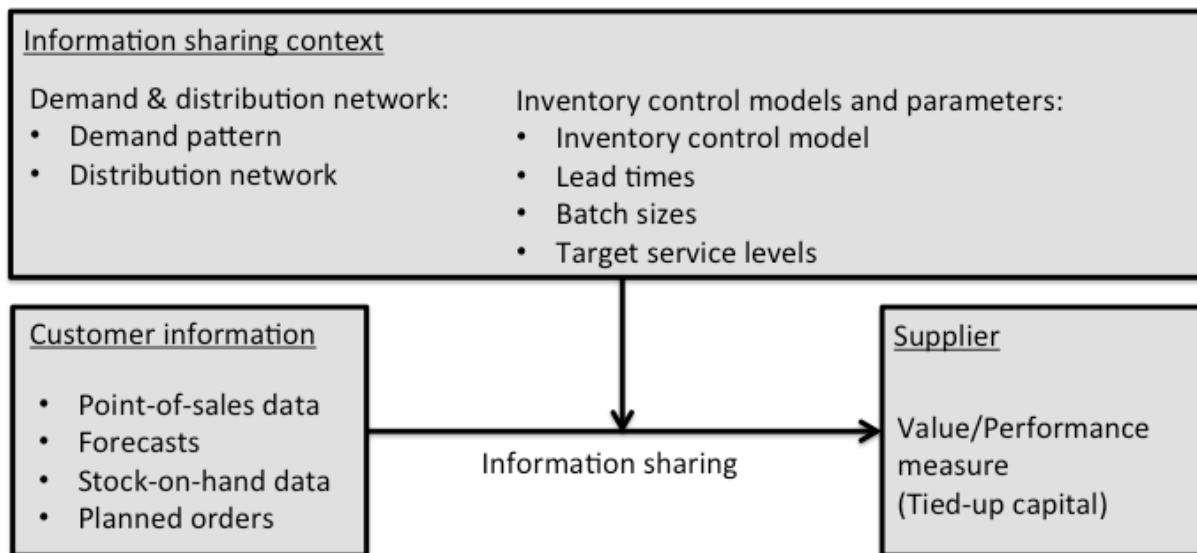 Information sharing context
Demand & distribution network:
• Demand pattern
• Distribution network
Inventory control models and parameters:
• Inventory control model
• Lead times
• Batch sizes
• Target service levels
Customer information
• Point-of-sales data
• Forecasts
• Stock-on-hand data
• Planned orders
Information sharing
Supplier
Value/Performance
measure
(Tied-up capital)